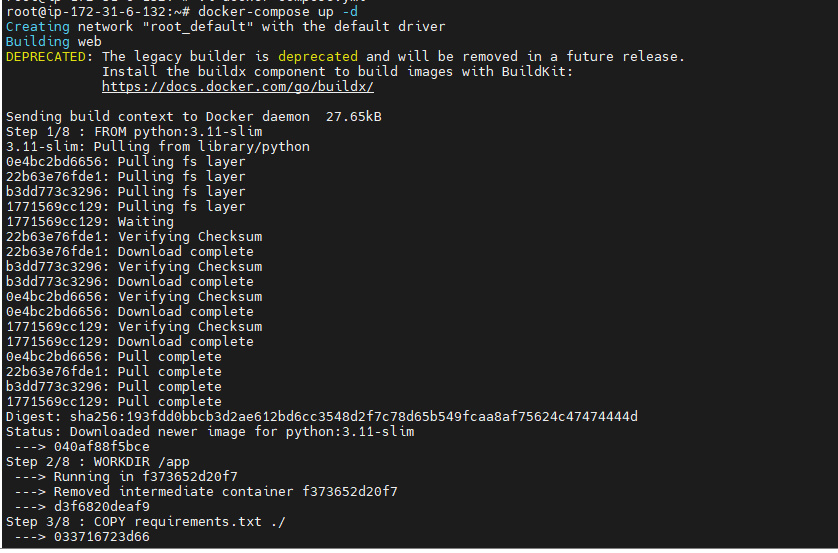 root@ip-172-31-6-132:~# docker-compose up -d
Creating network "root_default" with the default driver
Building web
DEPRECATED: The legacy builder is deprecated and will be removed in a future release.
            Install the buildx component to build images with BuildKit:
            https://docs.docker.com/go/buildx/

Sending build context to Docker daemon  27.65kB
Step 1/8 : FROM python:3.11-slim
3.11-slim: Pulling from library/python
0e4bc2bd6656: Pulling fs layer
22b63e76fde1: Pulling fs layer
b3dd773c3296: Pulling fs layer
1771569cc129: Pulling fs layer
1771569cc129: Waiting
22b63e76fde1: Verifying Checksum
22b63e76fde1: Download complete
b3dd773c3296: Verifying Checksum
b3dd773c3296: Download complete
0e4bc2bd6656: Verifying Checksum
0e4bc2bd6656: Download complete
1771569cc129: Verifying Checksum
1771569cc129: Download complete
0e4bc2bd6656: Pull complete
22b63e76fde1: Pull complete
b3dd773c3296: Pull complete
1771569cc129: Pull complete
Digest: sha256:193fdd0bbcb3d2ae612bd6cc3548d2f7c78d65b549fcaa8af75624c47474444d
Status: Downloaded newer image for python:3.11-slim
 ---> 040af88f5bce
Step 2/8 : WORKDIR /app
 ---> Running in f373652d20f7
 ---> Removed intermediate container f373652d20f7
 ---> d3f6820deaf9
Step 3/8 : COPY requirements.txt ./
 ---> 033716723d66